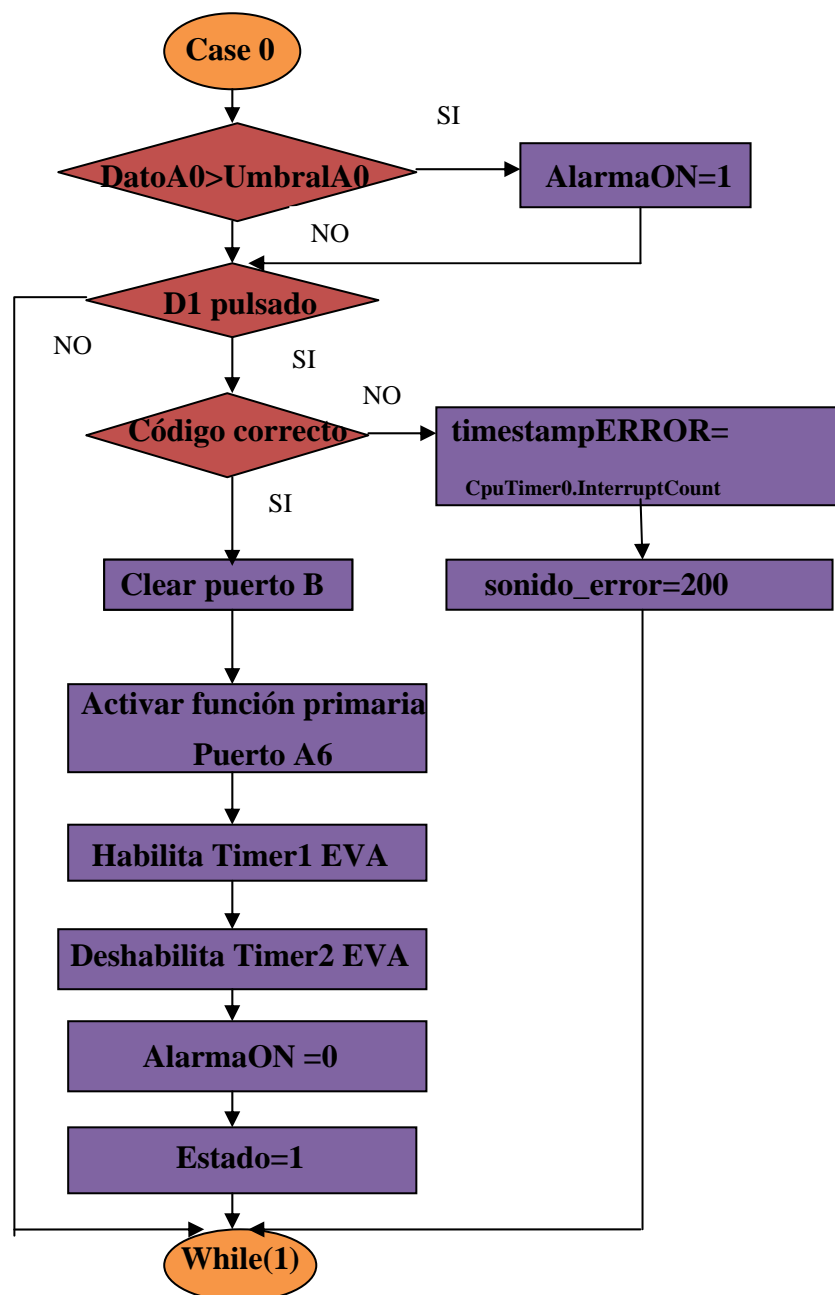 Case 0
SI
DatoA0>UmbralA0
AlarmaON=1
NO
D1 pulsado
NO
SI
NO
Código correcto
timestampERROR=
CpuTimer0.InterruptCount
SI
Clear puerto B
sonido_error=200
Activar función primaria
Puerto A6
Habilita Timer1 EVA
Deshabilita Timer2 EVA
AlarmaON =0
Estado=1
While(1)